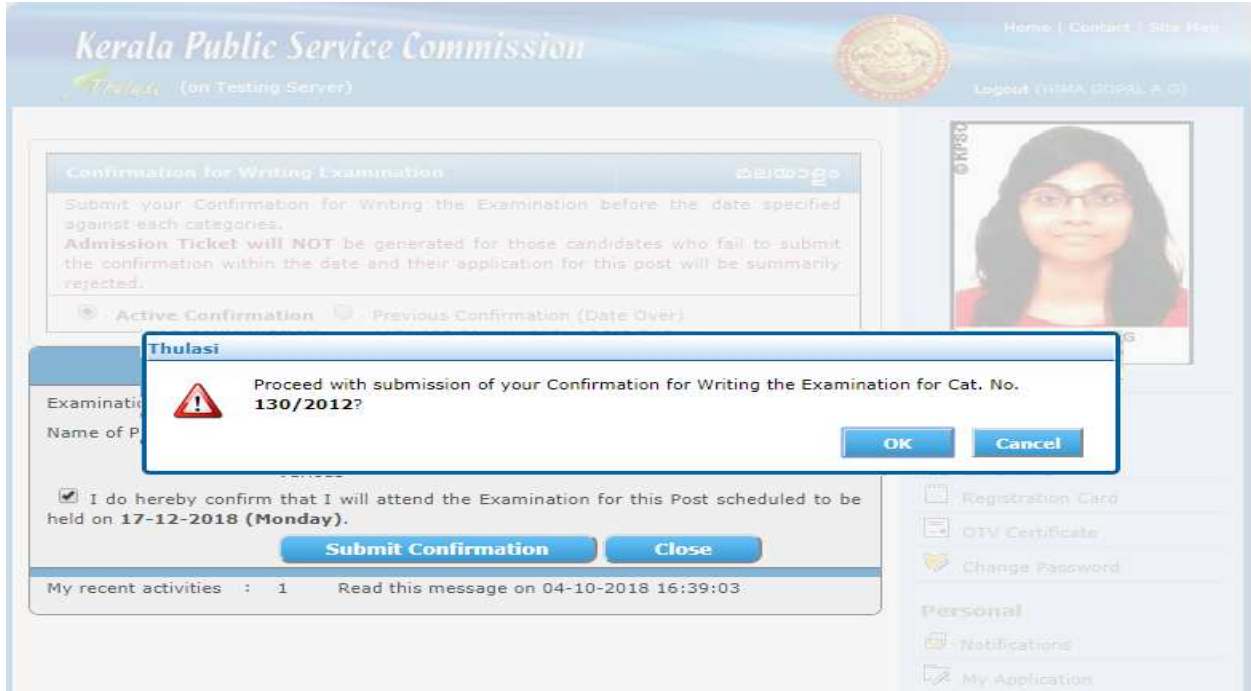 Kerala Public Service Commission
Home | Contact | Site Map
Thulasi (on Testing Server)
Logout (HIMA GOPAL A G)
©KPSC
Confirmation for Writing Examination
മലയാളം
Submit your Confirmation for Writing the Examination before the date specified
against each categories.
Admission Ticket will NOT be generated for those candidates who fail to submit
the confirmation within the date and their application for this post will be summarily
rejected.
Active Confirmation Previous Confirmation (Date Over)
G
Thulasi
Proceed with submission of your Confirmation for Writing the Examination for Cat. No.
130/2012?
OK Cancel
Examinatio
Name of P
I do hereby confirm that I will attend the Examination for this Post scheduled to be
held on 17-12-2018 (Monday).
Submit Confirmation Close
My recent activities : 1 Read this message on 04-10-2018 16:39:03
Registration Card
OTV Certificate
Change Password
Personal
Notifications
My Application